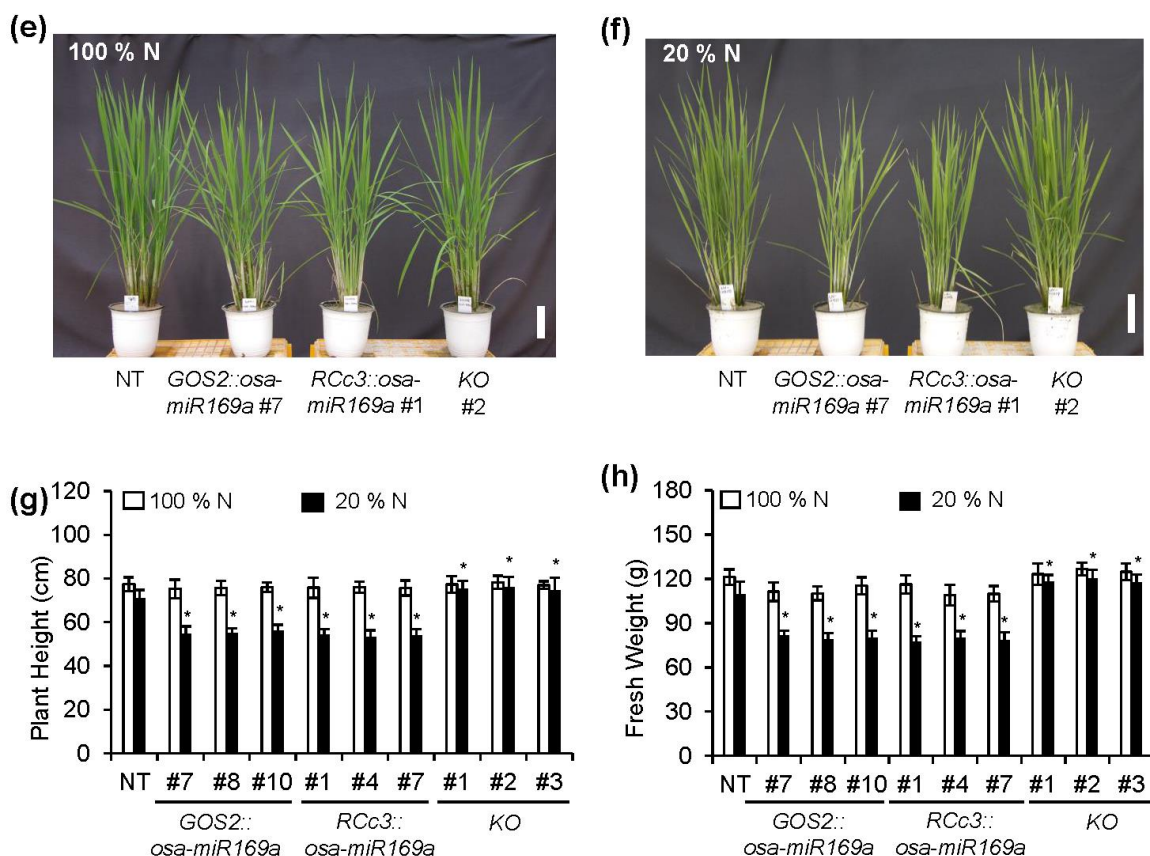 (e)
100 % N
NT
GOS2::osa-
miR169a #7
RCc3::osa-
miR169a #1
KO
#2
(f)
20 % N
NT
GOS2::osa-
miR169a #7
RCc3::osa-
miR169a #1
KO
#2
(g)
100 % N
20 % N
Plant Height (cm)
120
100
80
60
40
20
0
* * * * * * * * *
NT #7 #8 #10 #1 #4 #7 #1 #2 #3
GOS2::
osa-miR169a
RCc3::
osa-miR169a
KO
(h)
100 % N
20 % N
Fresh Weight (g)
180
150
120
90
60
30
0
* * * * * * * * *
NT #7 #8 #10 #1 #4 #7 #1 #2 #3
GOS2::
osa-miR169a
RCc3::
osa-miR169a
KO